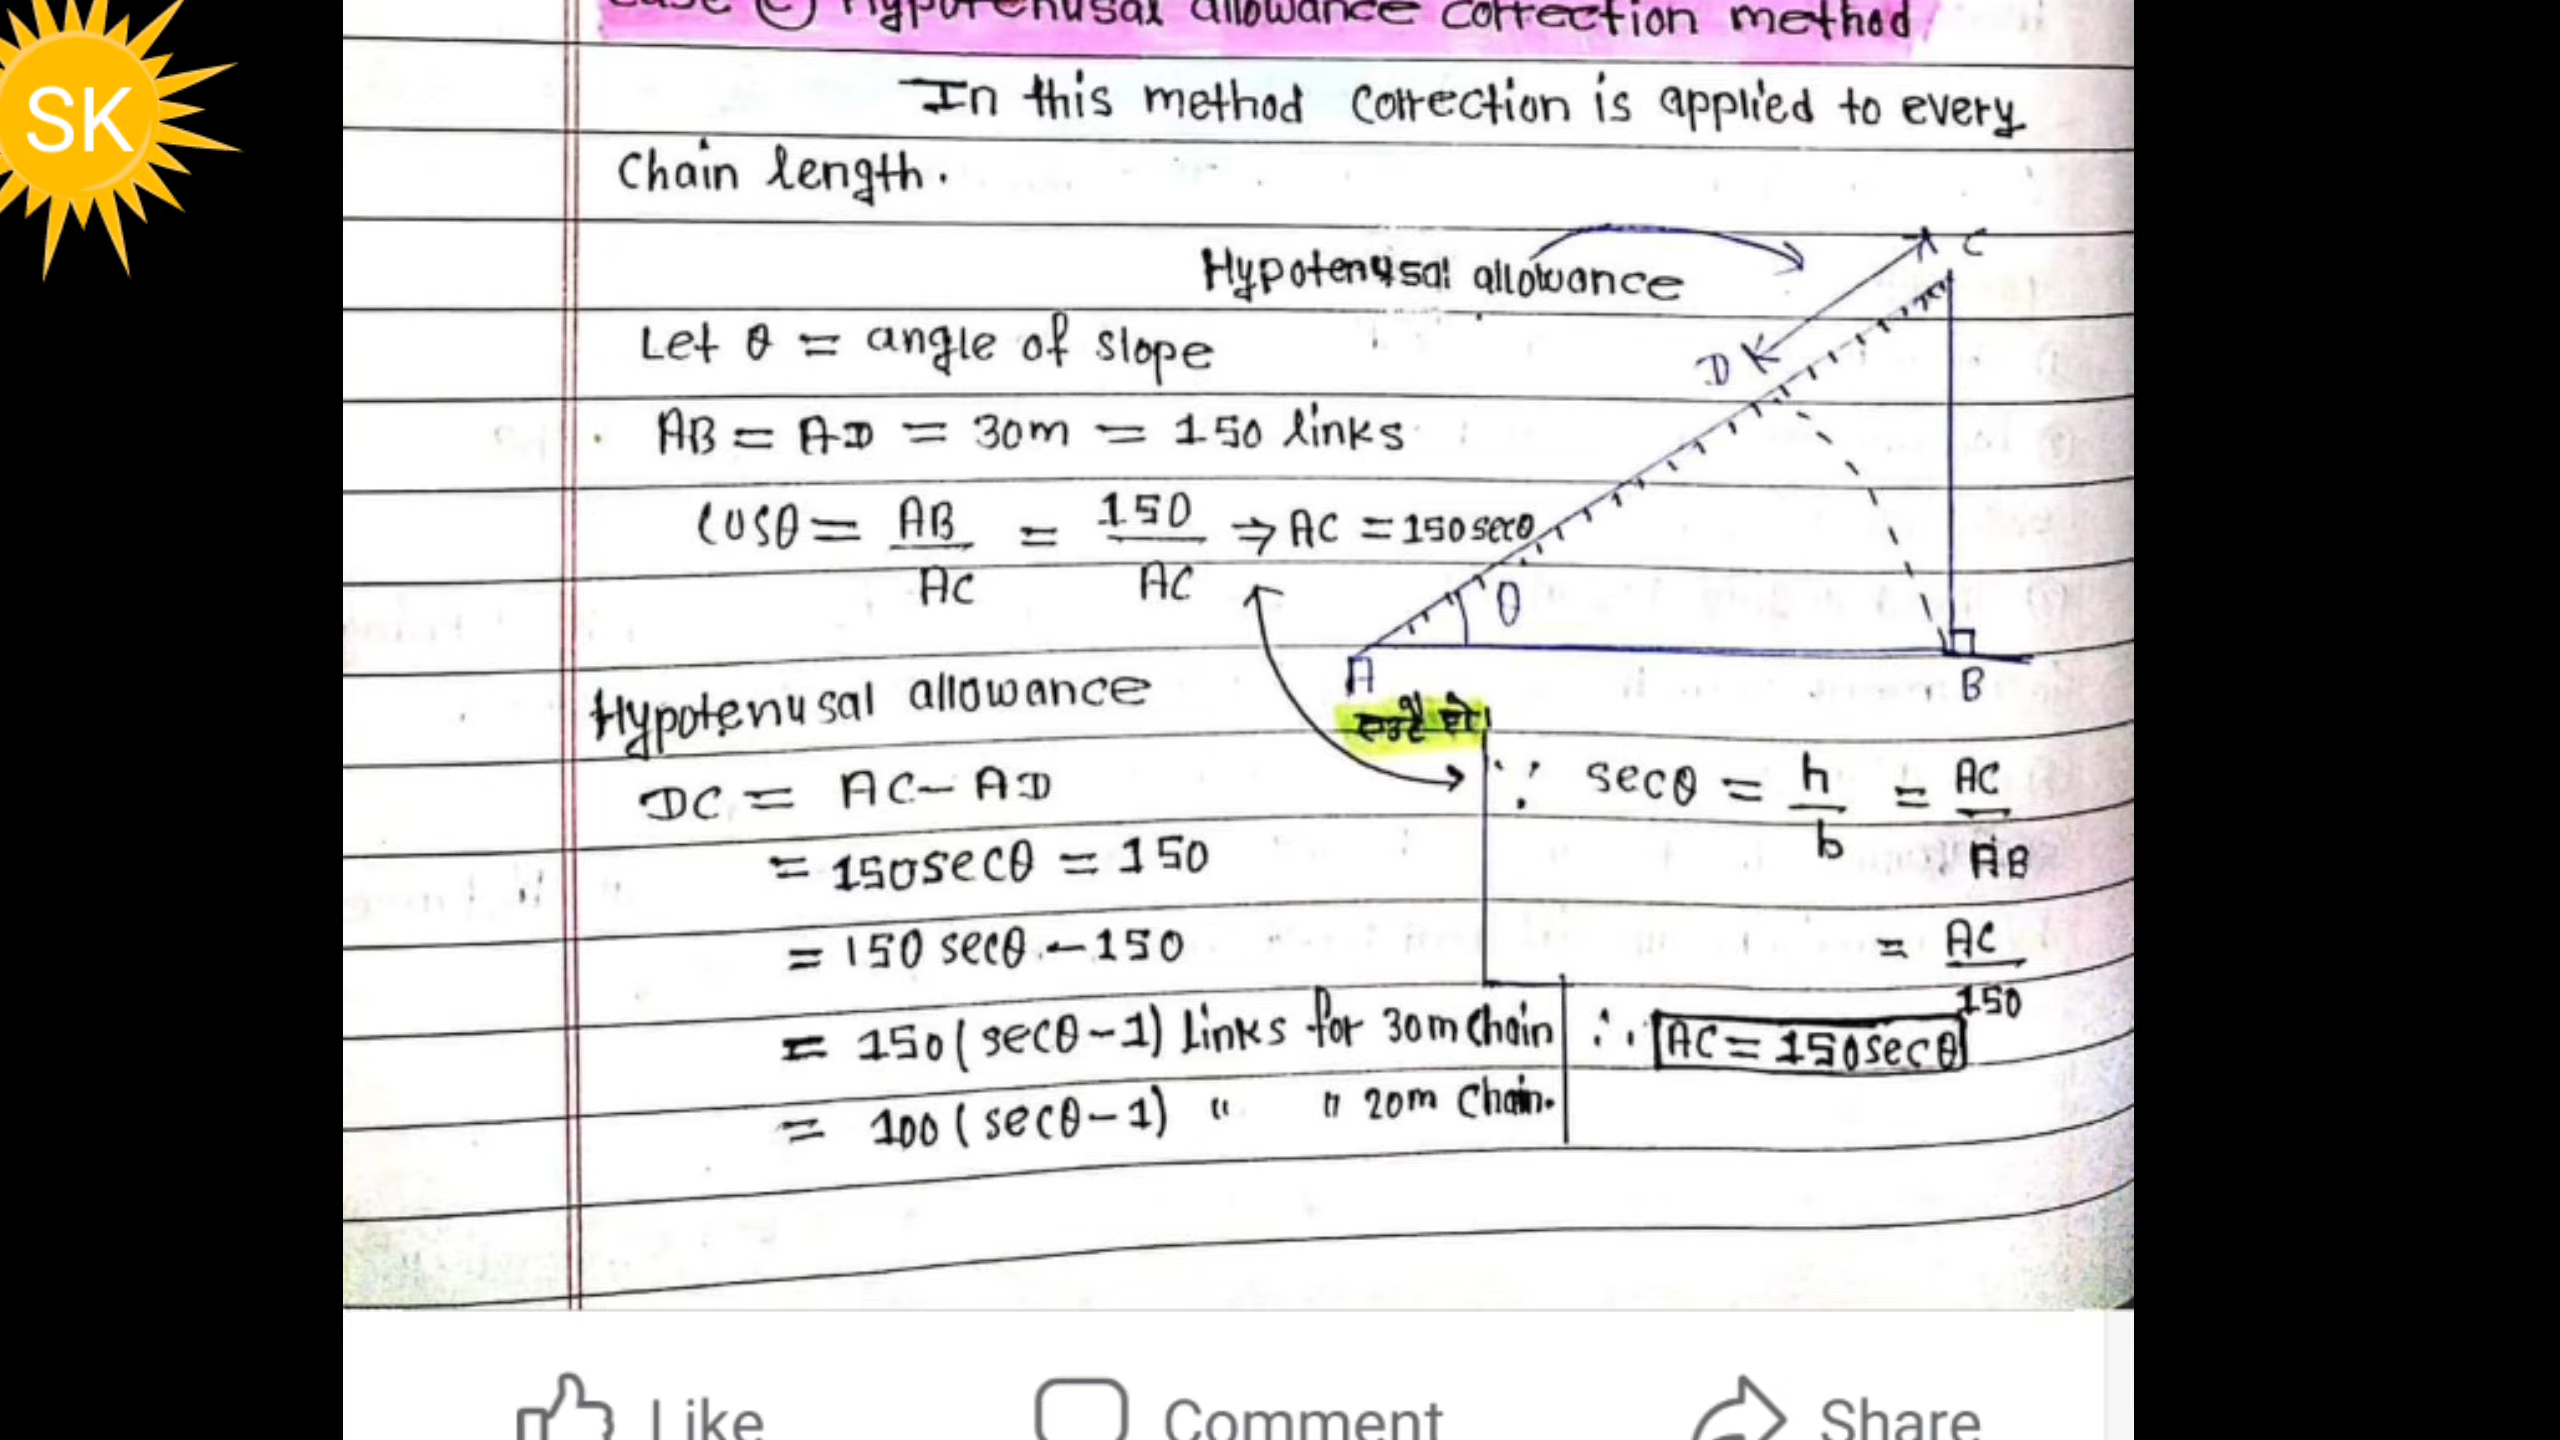 SK
Case C Hypotenusal allowance correction method
In this method correction is applied to every
Chain length.
Hypotenusal allowance
C
D
Let θ = angle of slope
AB = AD = 30m = 150 links
Cosθ = AB/AC = 150/AC ⇒ AC = 150 secθ
θ
A
B
Hypotenusal allowance
DC = AC - AD
= 150secθ = 150
= 150 secθ - 150
= 150(secθ-1) Links for 30m Chain
= 100(secθ-1) " " 20m Chain.
∵ secθ = h/b = AC/AB
= AC/150
∴ AC = 150secθ
Like
Comment
Share